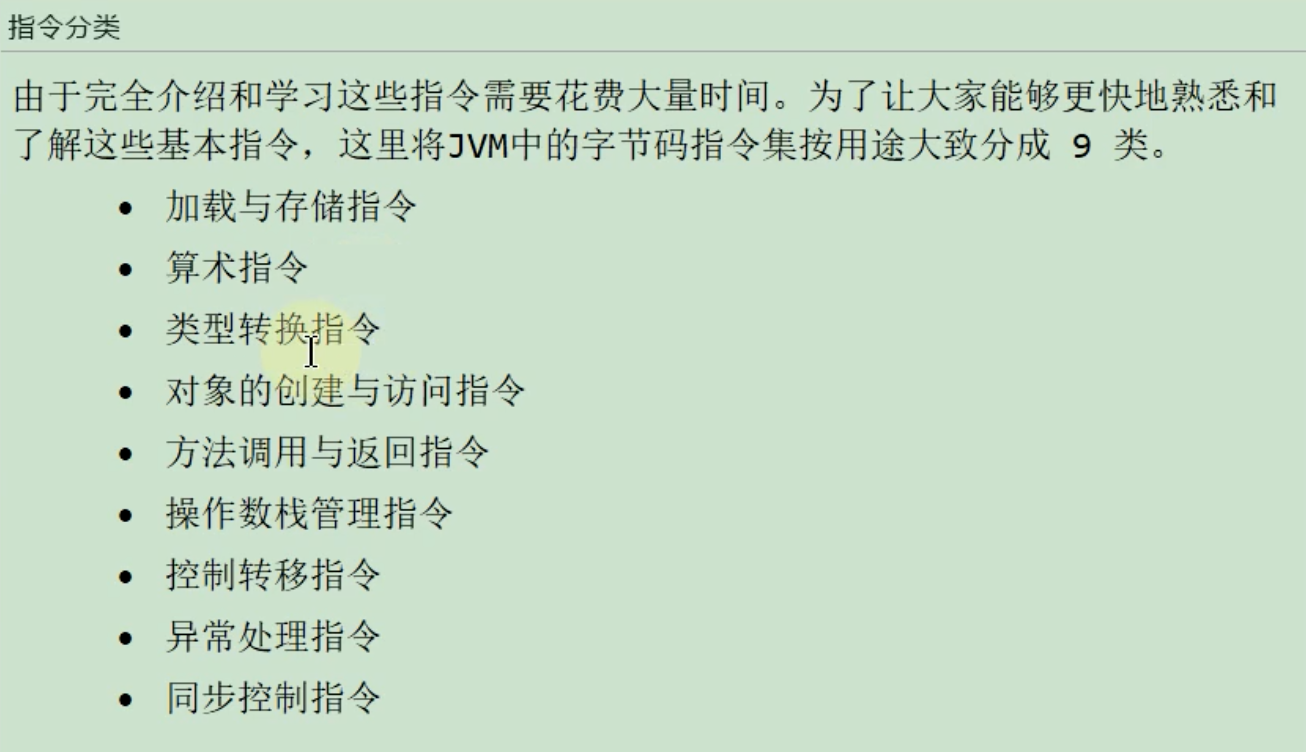 指令分类
由于完全介绍和学习这些指令需要花费大量时间。为了让大家能够更快地熟悉和
了解这些基本指令，这里将JVM中的字节码指令集按用途大致分成 9 类。
• 加载与存储指令
• 算术指令
• 类型转换指令
• 对象的创建与访问指令
• 方法调用与返回指令
• 操作数栈管理指令
• 控制转移指令
• 异常处理指令
• 同步控制指令